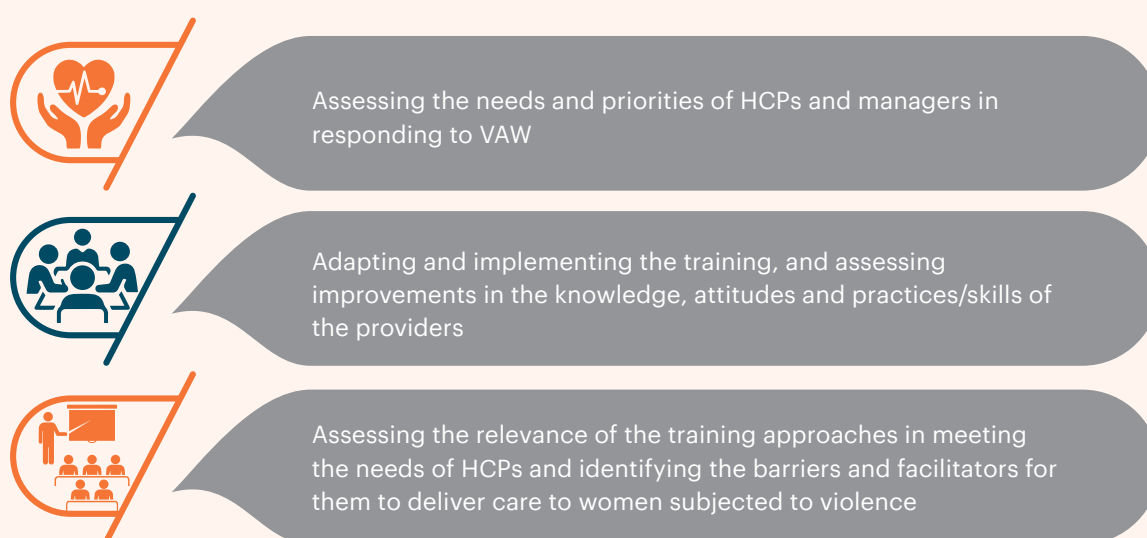 Assessing the needs and priorities of HCPs and managers in
responding to VAW
Adapting and implementing the training, and assessing
improvements in the knowledge, attitudes and practices/skills of
the providers
Assessing the relevance of the training approaches in meeting
the needs of HCPs and identifying the barriers and facilitators for
them to deliver care to women subjected to violence